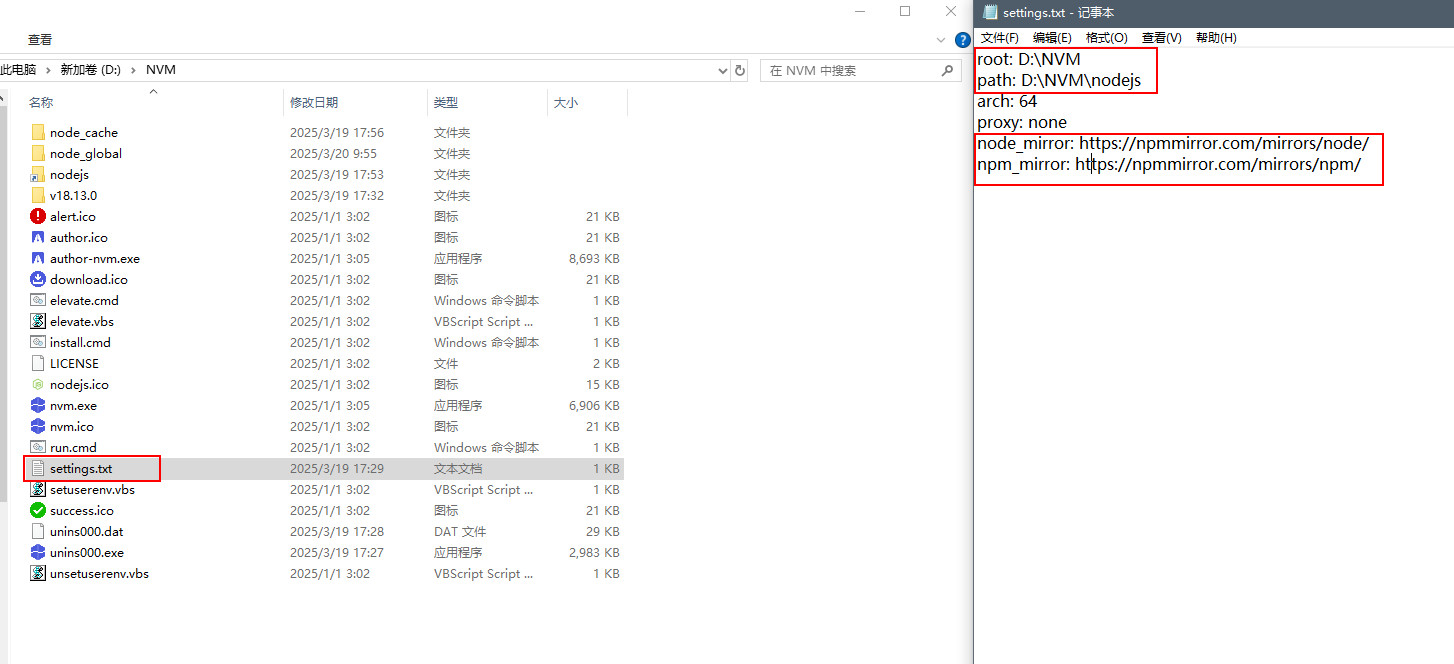 查看
此电脑 › 新加卷 (D:) › NVM
在 NVM 中搜索
名称 修改日期 类型 大小
node_cache 2025/3/19 17:56 文件夹
node_global 2025/3/20 9:55 文件夹
nodejs 2025/3/19 17:53 文件夹
v18.13.0 2025/3/19 17:32 文件夹
alert.ico 2025/1/1 3:02 图标 21 KB
author.ico 2025/1/1 3:02 图标 21 KB
author-nvm.exe 2025/1/1 3:05 应用程序 8,693 KB
download.ico 2025/1/1 3:02 图标 21 KB
elevate.cmd 2025/1/1 3:02 Windows 命令脚本 1 KB
elevate.vbs 2025/1/1 3:02 VBScript Script ... 1 KB
install.cmd 2025/1/1 3:02 Windows 命令脚本 1 KB
LICENSE 2025/1/1 3:02 文件 2 KB
nodejs.ico 2025/1/1 3:02 图标 15 KB
nvm.exe 2025/1/1 3:05 应用程序 6,906 KB
nvm.ico 2025/1/1 3:02 图标 21 KB
run.cmd 2025/1/1 3:02 Windows 命令脚本 1 KB
settings.txt 2025/3/19 17:29 文本文档 1 KB
setuserenv.vbs 2025/1/1 3:02 VBScript Script ... 1 KB
success.ico 2025/1/1 3:02 图标 21 KB
unins000.dat 2025/3/19 17:28 DAT 文件 29 KB
unins000.exe 2025/3/19 17:27 应用程序 2,983 KB
unsetuserenv.vbs 2025/1/1 3:02 VBScript Script ... 1 KB
settings.txt - 记事本
文件(F) 编辑(E) 格式(O) 查看(V) 帮助(H)
root: D:\NVM
path: D:\NVM\nodejs
arch: 64
proxy: none
node_mirror: https://npmmirror.com/mirrors/node/
npm_mirror: https://npmmirror.com/mirrors/npm/